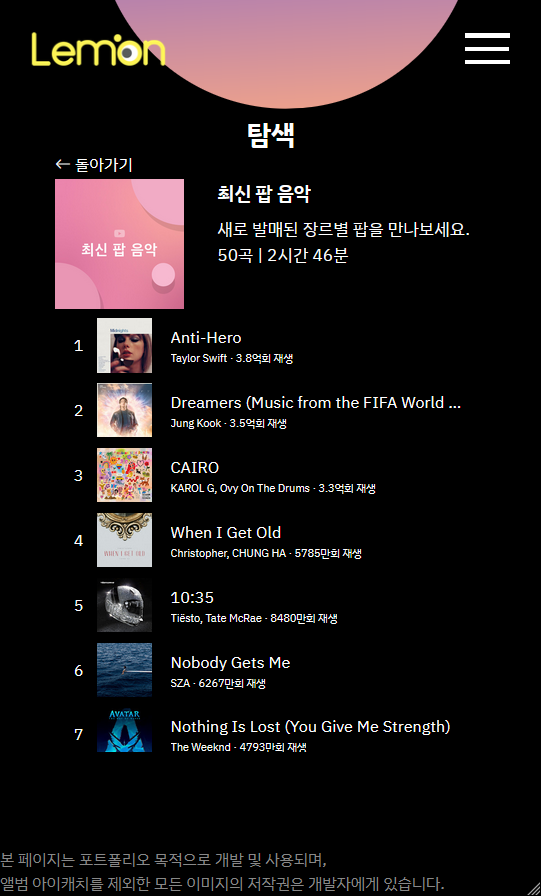 Lemon
탐색
← 돌아가기
최신 팝 음악
최신 팝 음악
새로 발매된 장르별 팝을 만나보세요.
50곡 | 2시간 46분
1
Midnights
Anti-Hero
Taylor Swift · 3.8억회 재생
2
Dreamers (Music from the FIFA World ...
Jung Kook · 3.5억회 재생
3
CAIRO
KAROL G, Ovy On The Drums · 3.3억회 재생
4
WHEN I GET OLD
When I Get Old
Christopher, CHUNG HA · 5785만회 재생
5
10:35
Tiësto, Tate McRae · 8480만회 재생
6
Nobody Gets Me
SZA · 6267만회 재생
7
AVATAR
Nothing Is Lost (You Give Me Strength)
The Weeknd · 4793만회 재생
본 페이지는 포트폴리오 목적으로 개발 및 사용되며,
앨범 아이캐치를 제외한 모든 이미지의 저작권은 개발자에게 있습니다.